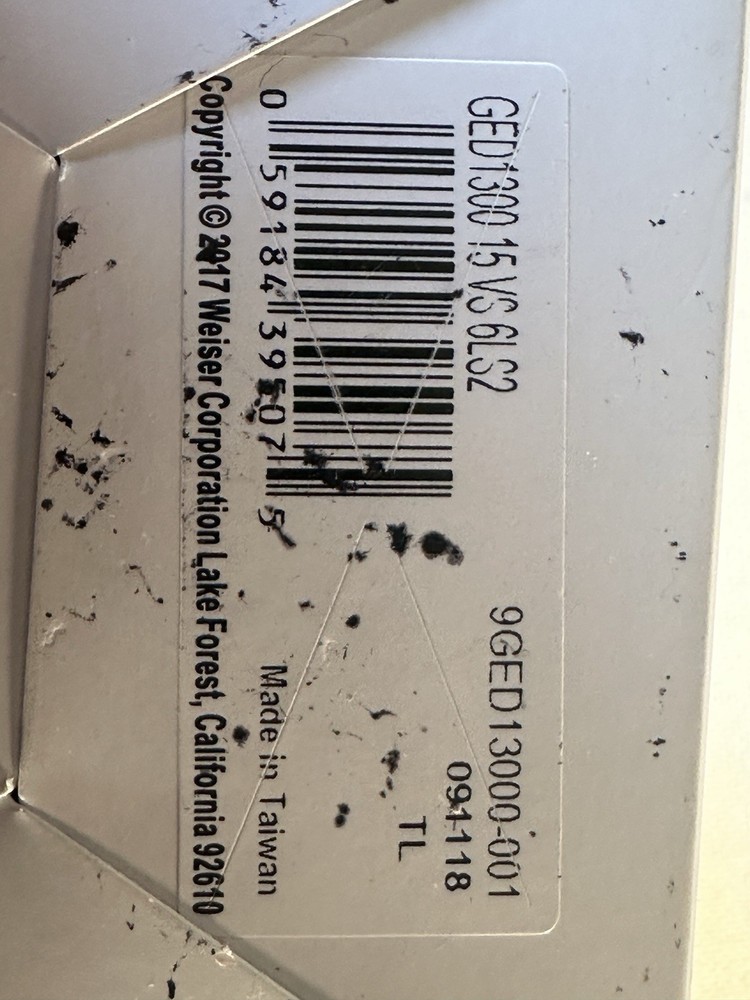 GED1300 15 VS 6LS2
9GED13000-001
091118
TL
0 59184 39507 5
Made in Taiwan
Copyright © 2017 Weiser Corporation Lake Forest, California 92610